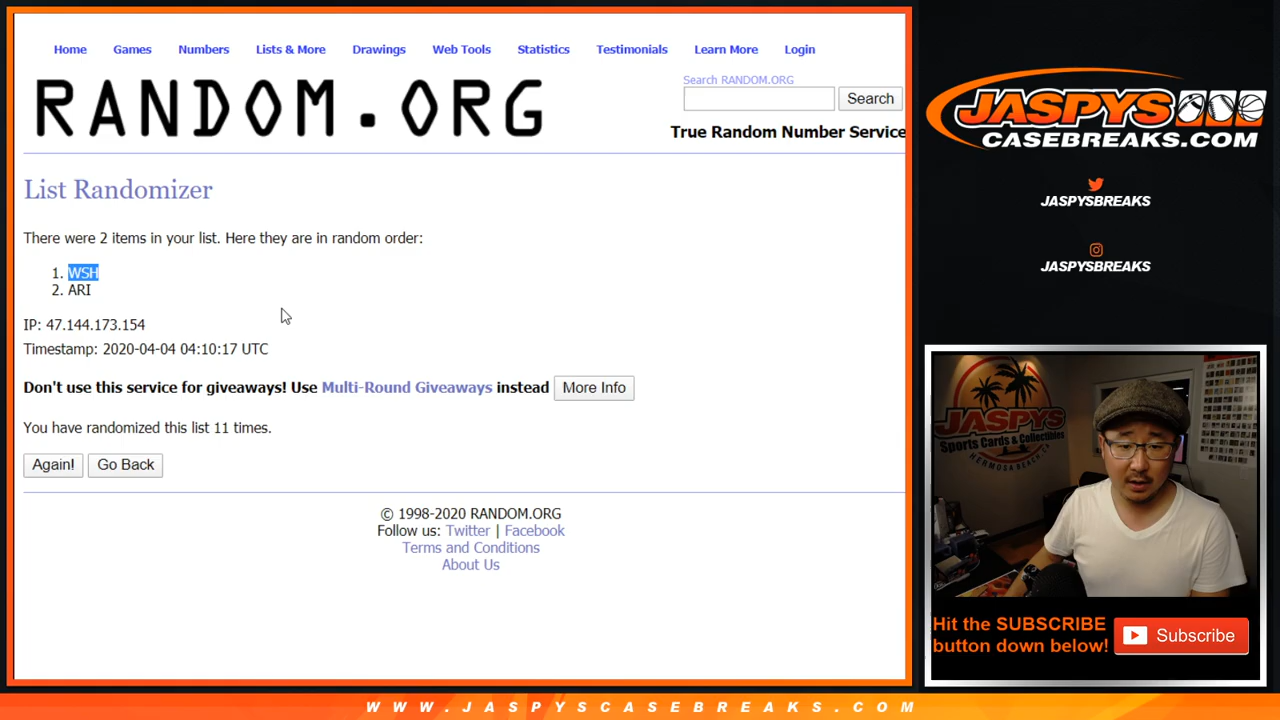 Home Games Numbers Lists & More Drawings Web Tools Statistics Testimonials Learn More Login
RANDOM.ORG
Search RANDOM.ORG
Search
True Random Number Service
List Randomizer
There were 2 items in your list. Here they are in random order:
1. WSH
2. ARI
IP: 47.144.173.154
Timestamp: 2020-04-04 04:10:17 UTC
Don't use this service for giveaways! Use Multi-Round Giveaways instead More Info
You have randomized this list 11 times.
Again! Go Back
© 1998-2020 RANDOM.ORG
Follow us: Twitter | Facebook
Terms and Conditions
About Us
JASPYS
CASEBREAKS.COM
JASPYSBREAKS
JASPYSBREAKS
JASPYS
Sports Cards & Collectibles
HERMOSA BEACH, CA
Hit the SUBSCRIBE
button down below!
Subscribe
WWW.JASPYSCASEBREAKS.COM